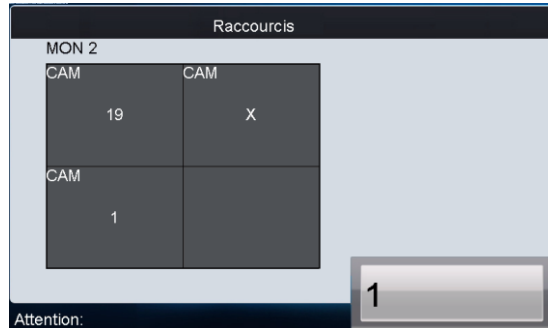 Raccourcis
MON 2
CAM CAM
19 X
CAM
1
1
Attention: